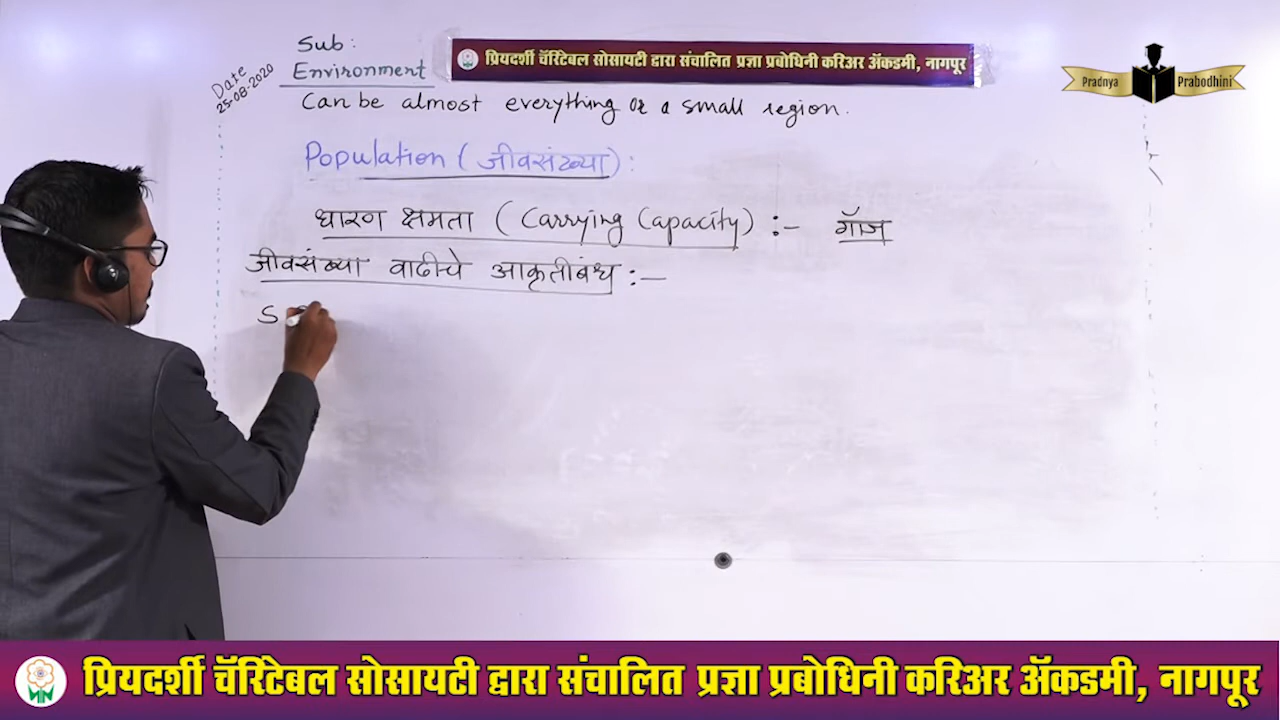 Sub:
Environment
Date
25-08-2020
प्रियदर्शी चॅरिटेबल सोसायटी द्वारा संचालित प्रज्ञा प्रबोधिनी करिअर ॲकडमी, नागपूर
Pradnya Prabodhini
Can be almost everything or a small region.
Population (जीवसंख्या):
धारण क्षमता (Carrying Capacity) :- गॉज
जीवसंख्या वाढीचे आकृतीबंध :-
S
प्रियदर्शी चॅरिटेबल सोसायटी द्वारा संचालित प्रज्ञा प्रबोधिनी करिअर ॲकडमी, नागपूर